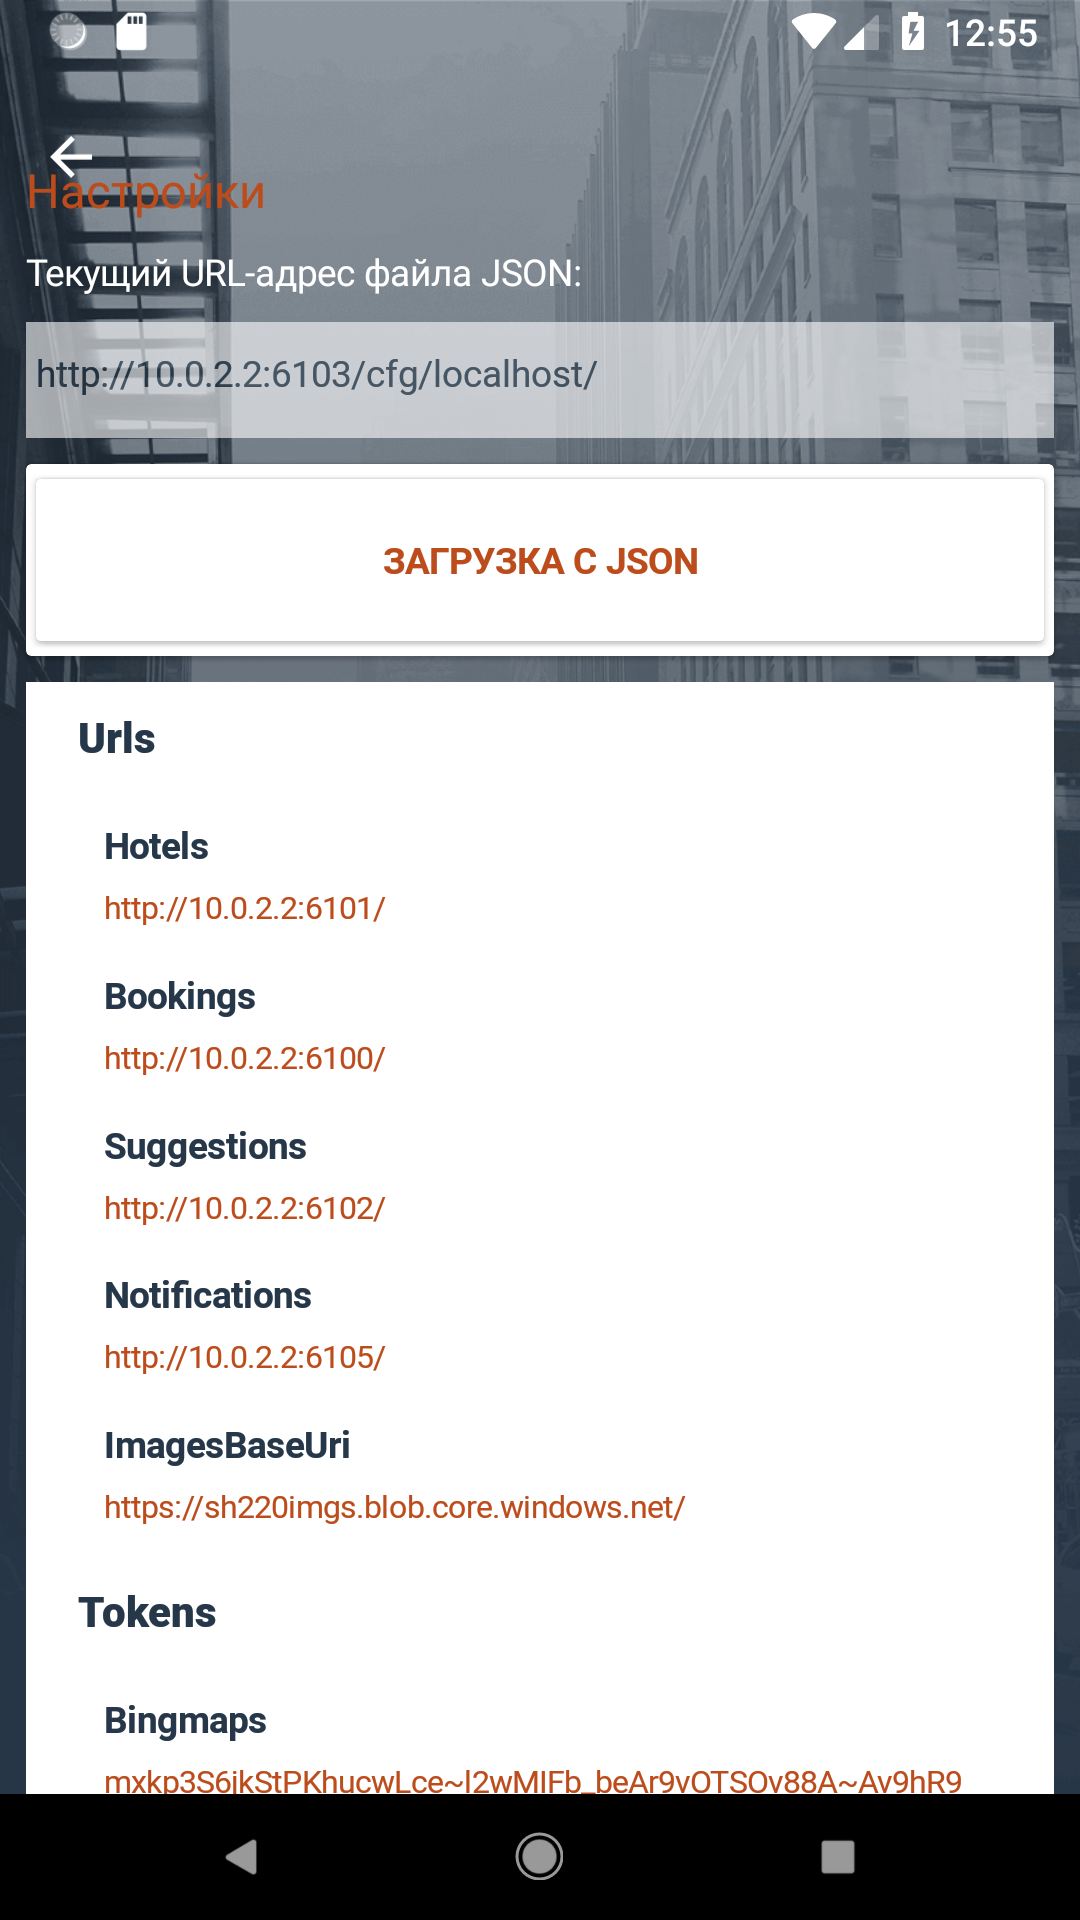 12:55
Настройки
Текущий URL-адрес файла JSON:
http://10.0.2.2:6103/cfg/localhost/
ЗАГРУЗКА С JSON
Urls
Hotels
http://10.0.2.2:6101/
Bookings
http://10.0.2.2:6100/
Suggestions
http://10.0.2.2:6102/
Notifications
http://10.0.2.2:6105/
ImagesBaseUri
https://sh220imgs.blob.core.windows.net/
Tokens
Bingmaps
mxkp3S6jkStPKhucwLce~l2wMIFb_beAr9vOTSOv88A~Av9hR9